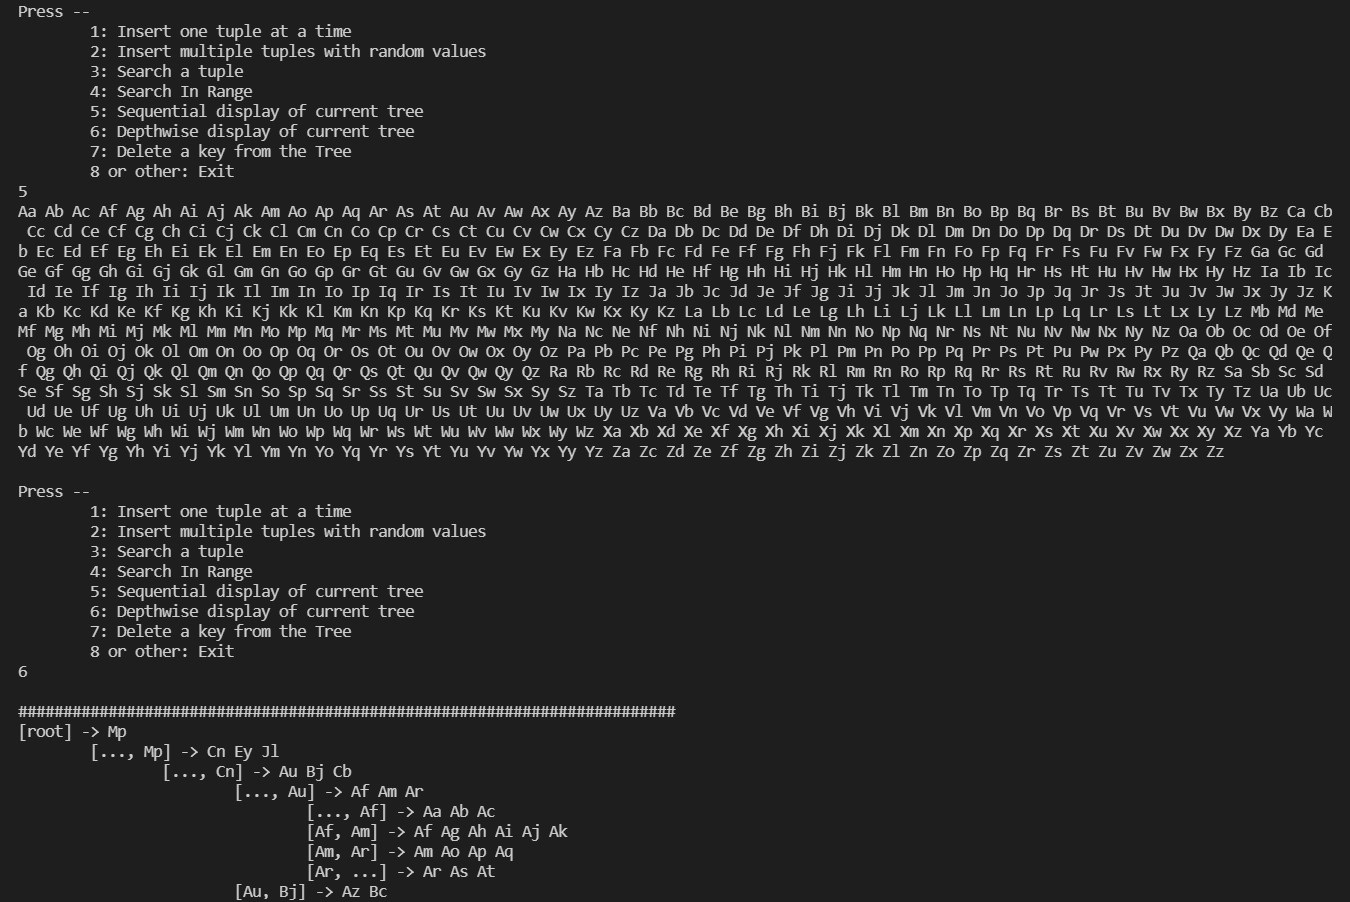 Press --
1: Insert one tuple at a time
2: Insert multiple tuples with random values
3: Search a tuple
4: Search In Range
5: Sequential display of current tree
6: Depthwise display of current tree
7: Delete a key from the Tree
8 or other: Exit
5
Aa Ab Ac Af Ag Ah Ai Aj Ak Am Ao Ap Aq Ar As At Au Av Aw Ax Ay Az Ba Bb Bc Bd Be Bg Bh Bi Bj Bk Bl Bm Bn Bo Bp Bq Br Bs Bt Bu Bv Bw Bx By Bz Ca Cb
Cc Cd Ce Cf Cg Ch Ci Cj Ck Cl Cm Cn Co Cp Cr Cs Ct Cu Cv Cw Cx Cy Cz Da Db Dc Dd De Df Dh Di Dj Dk Dl Dm Dn Do Dp Dq Dr Ds Dt Du Dv Dw Dx Dy Ea E
b Ec Ed Ef Eg Eh Ei Ek El Em En Eo Ep Eq Es Et Eu Ev Ew Ex Ey Ez Fa Fb Fc Fd Fe Ff Fg Fh Fj Fk Fl Fm Fn Fo Fp Fq Fr Fs Fu Fv Fw Fx Fy Fz Ga Gc Gd
Ge Gf Gg Gh Gi Gj Gk Gl Gm Gn Go Gp Gr Gt Gu Gv Gw Gx Gy Gz Ha Hb Hc Hd He Hf Hg Hh Hi Hj Hk Hl Hm Hn Ho Hp Hq Hr Hs Ht Hu Hv Hw Hx Hy Hz Ia Ib Ic
Id Ie If Ig Ih Ii Ij Ik Il Im In Io Ip Iq Ir Is It Iu Iv Iw Ix Iy Iz Ja Jb Jc Jd Je Jf Jg Ji Jj Jk Jl Jm Jn Jo Jp Jq Jr Js Jt Ju Jv Jw Jx Jy Jz K
a Kb Kc Kd Ke Kf Kg Kh Ki Kj Kk Kl Km Kn Kp Kq Kr Ks Kt Ku Kv Kw Kx Ky Kz La Lb Lc Ld Le Lg Lh Li Lj Lk Ll Lm Ln Lp Lq Lr Ls Lt Lx Ly Lz Mb Md Me
Mf Mg Mh Mi Mj Mk Ml Mm Mn Mo Mp Mq Mr Ms Mt Mu Mv Mw Mx My Na Nc Ne Nf Nh Ni Nj Nk Nl Nm Nn No Np Nq Nr Ns Nt Nu Nv Nw Nx Ny Nz Oa Ob Oc Od Oe Of
Og Oh Oi Oj Ok Ol Om On Oo Op Oq Or Os Ot Ou Ov Ow Ox Oy Oz Pa Pb Pc Pe Pg Ph Pi Pj Pk Pl Pm Pn Po Pp Pq Pr Ps Pt Pu Pw Px Py Pz Qa Qb Qc Qd Qe Q
f Qg Qh Qi Qj Qk Ql Qm Qn Qo Qp Qq Qr Qs Qt Qu Qv Qw Qy Qz Ra Rb Rc Rd Re Rg Rh Ri Rj Rk Rl Rm Rn Ro Rp Rq Rr Rs Rt Ru Rv Rw Rx Ry Rz Sa Sb Sc Sd
Se Sf Sg Sh Sj Sk Sl Sm Sn So Sp Sq Sr Ss St Su Sv Sw Sx Sy Sz Ta Tb Tc Td Te Tf Tg Th Ti Tj Tk Tl Tm Tn To Tp Tq Tr Ts Tt Tu Tv Tx Ty Tz Ua Ub Uc
Ud Ue Uf Ug Uh Ui Uj Uk Ul Um Un Uo Up Uq Ur Us Ut Uu Uv Uw Ux Uy Uz Va Vb Vc Vd Ve Vf Vg Vh Vi Vj Vk Vl Vm Vn Vo Vp Vq Vr Vs Vt Vu Vw Vx Vy Wa W
b Wc We Wf Wg Wh Wi Wj Wm Wn Wo Wp Wq Wr Ws Wt Wu Wv Ww Wx Wy Wz Xa Xb Xd Xe Xf Xg Xh Xi Xj Xk Xl Xm Xn Xp Xq Xr Xs Xt Xu Xv Xw Xx Xy Xz Ya Yb Yc
Yd Ye Yf Yg Yh Yi Yj Yk Yl Ym Yn Yo Yq Yr Ys Yt Yu Yv Yw Yx Yy Yz Za Zc Zd Ze Zf Zg Zh Zi Zj Zk Zl Zn Zo Zp Zq Zr Zs Zt Zu Zv Zw Zx Zz
Press --
1: Insert one tuple at a time
2: Insert multiple tuples with random values
3: Search a tuple
4: Search In Range
5: Sequential display of current tree
6: Depthwise display of current tree
7: Delete a key from the Tree
8 or other: Exit
6
#########################################################################
[root] -> Mp
[..., Mp] -> Cn Ey Jl
[..., Cn] -> Au Bj Cb
[..., Au] -> Af Am Ar
[..., Af] -> Aa Ab Ac
[Af, Am] -> Af Ag Ah Ai Aj Ak
[Am, Ar] -> Am Ao Ap Aq
[Ar, ...] -> Ar As At
[Au, Bj] -> Az Bc